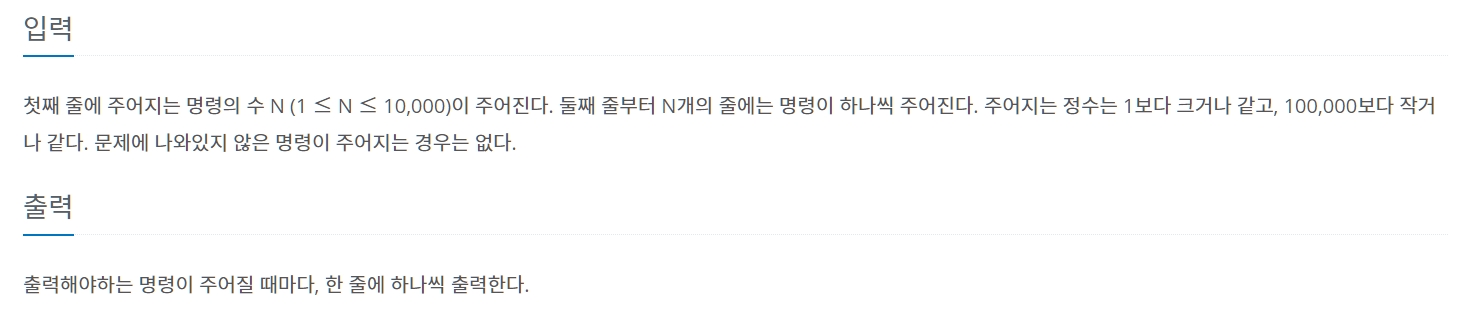 입력
첫째 줄에 주어지는 명령의 수 N (1 ≤ N ≤ 10,000)이 주어진다. 둘째 줄부터 N개의 줄에는 명령이 하나씩 주어진다. 주어지는 정수는 1보다 크거나 같고, 100,000보다 작거
나 같다. 문제에 나와있지 않은 명령이 주어지는 경우는 없다.
출력
출력해야하는 명령이 주어질 때마다, 한 줄에 하나씩 출력한다.